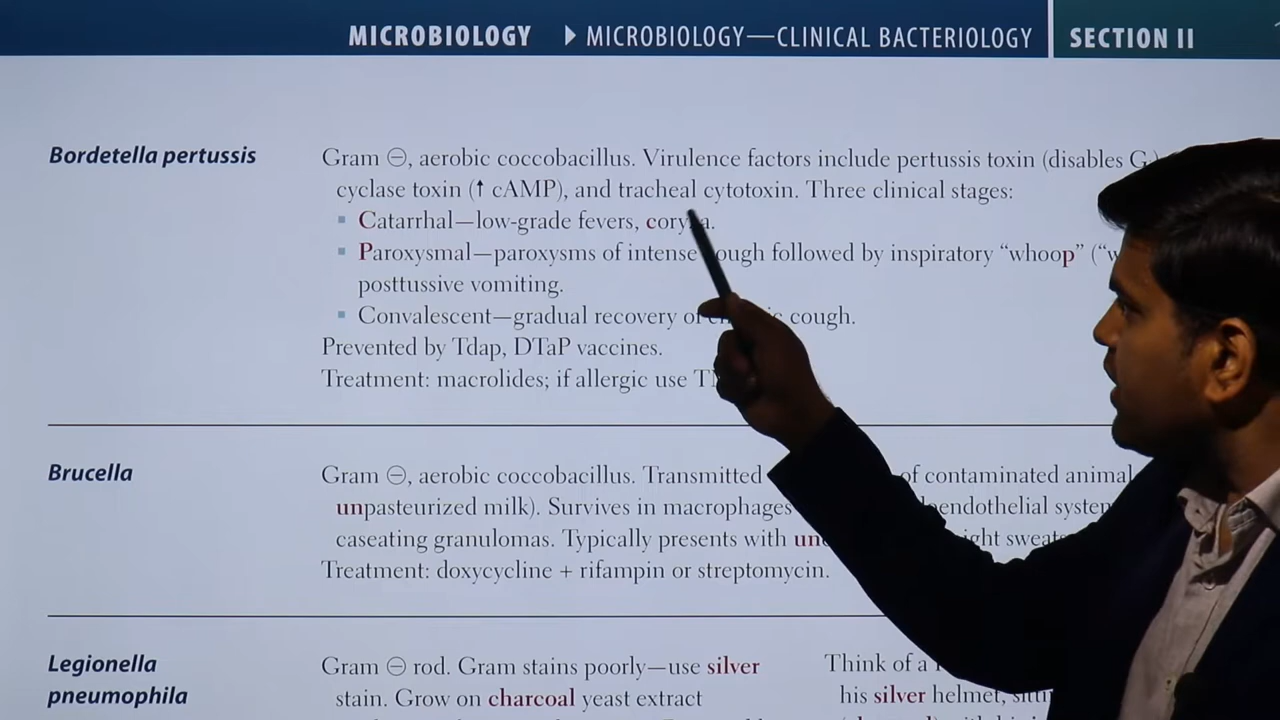 MICROBIOLOGY ▶ MICROBIOLOGY—CLINICAL BACTERIOLOGY SECTION II
Bordetella pertussis
Gram ⊖, aerobic coccobacillus. Virulence factors include pertussis toxin (disables G
cyclase toxin (↑ cAMP), and tracheal cytotoxin. Three clinical stages:
▪ Catarrhal—low-grade fevers, coryza.
▪ Paroxysmal—paroxysms of intense cough followed by inspiratory “whoop” (“w
posttussive vomiting.
▪ Convalescent—gradual recovery of cough.
Prevented by Tdap, DTaP vaccines.
Treatment: macrolides; if allergic use
Brucella
Gram ⊖, aerobic coccobacillus. Transmitted of contaminated animal
unpasteurized milk). Survives in macrophages
caseating granulomas. Typically presents with sweats
Treatment: doxycycline + rifampin or streptomycin.
Legionella
pneumophila
Gram ⊖ rod. Gram stains poorly—use silver
stain. Grow on charcoal yeast extract
Think of a
his silver helmet,